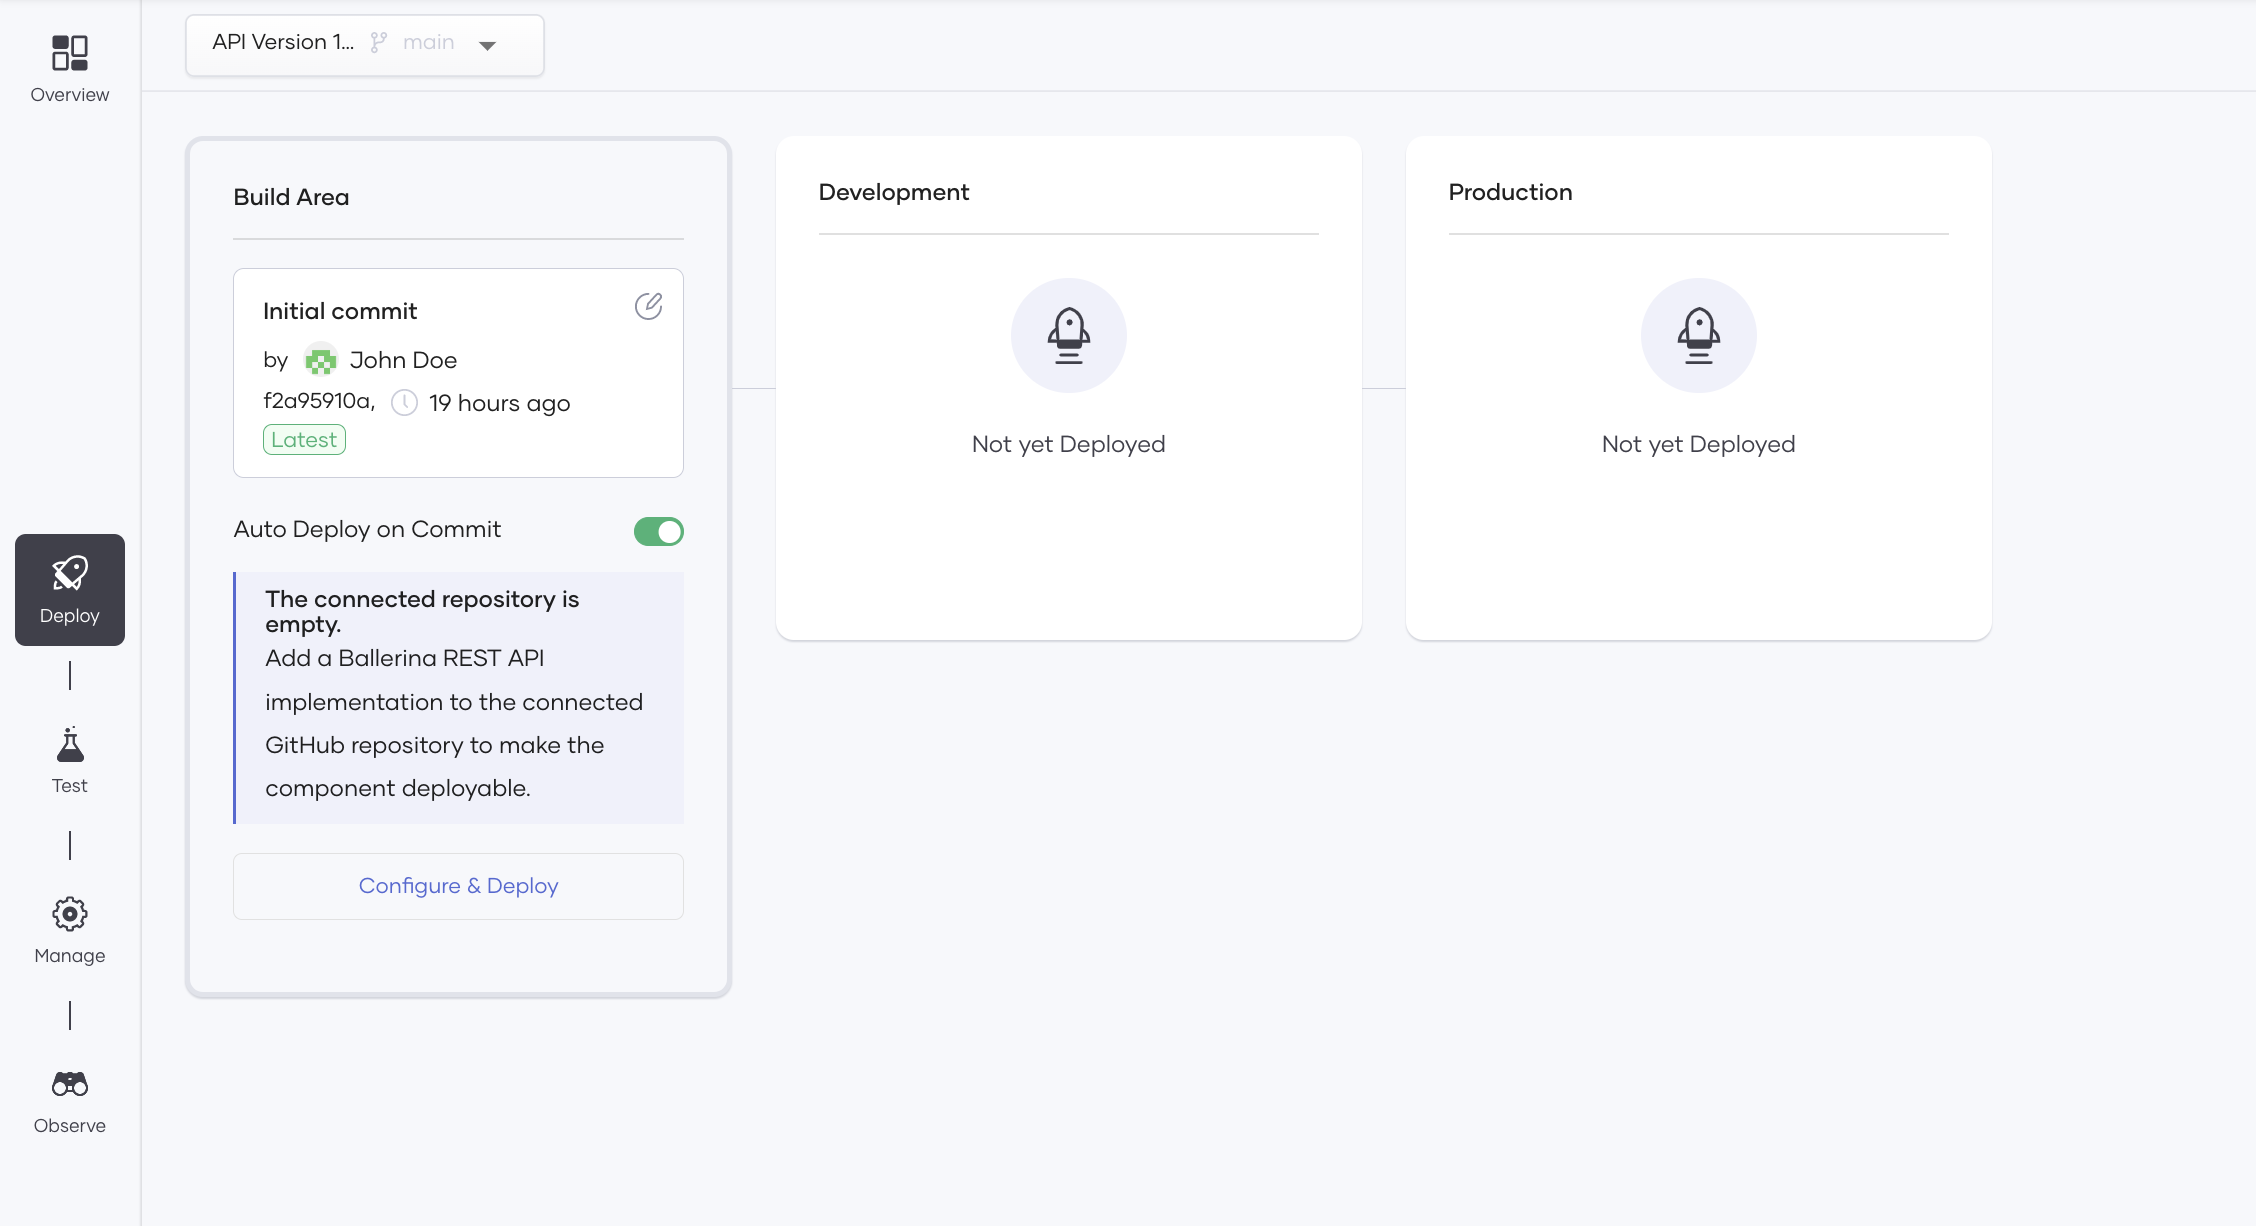 Overview
API Version 1... main
Build Area
Initial commit
by John Doe
f2a95910a, 19 hours ago
Latest
Auto Deploy on Commit
The connected repository is
empty.
Add a Ballerina REST API
implementation to the connected
GitHub repository to make the
component deployable.
Configure & Deploy
Development
Not yet Deployed
Production
Not yet Deployed
Deploy
Test
Manage
Observe